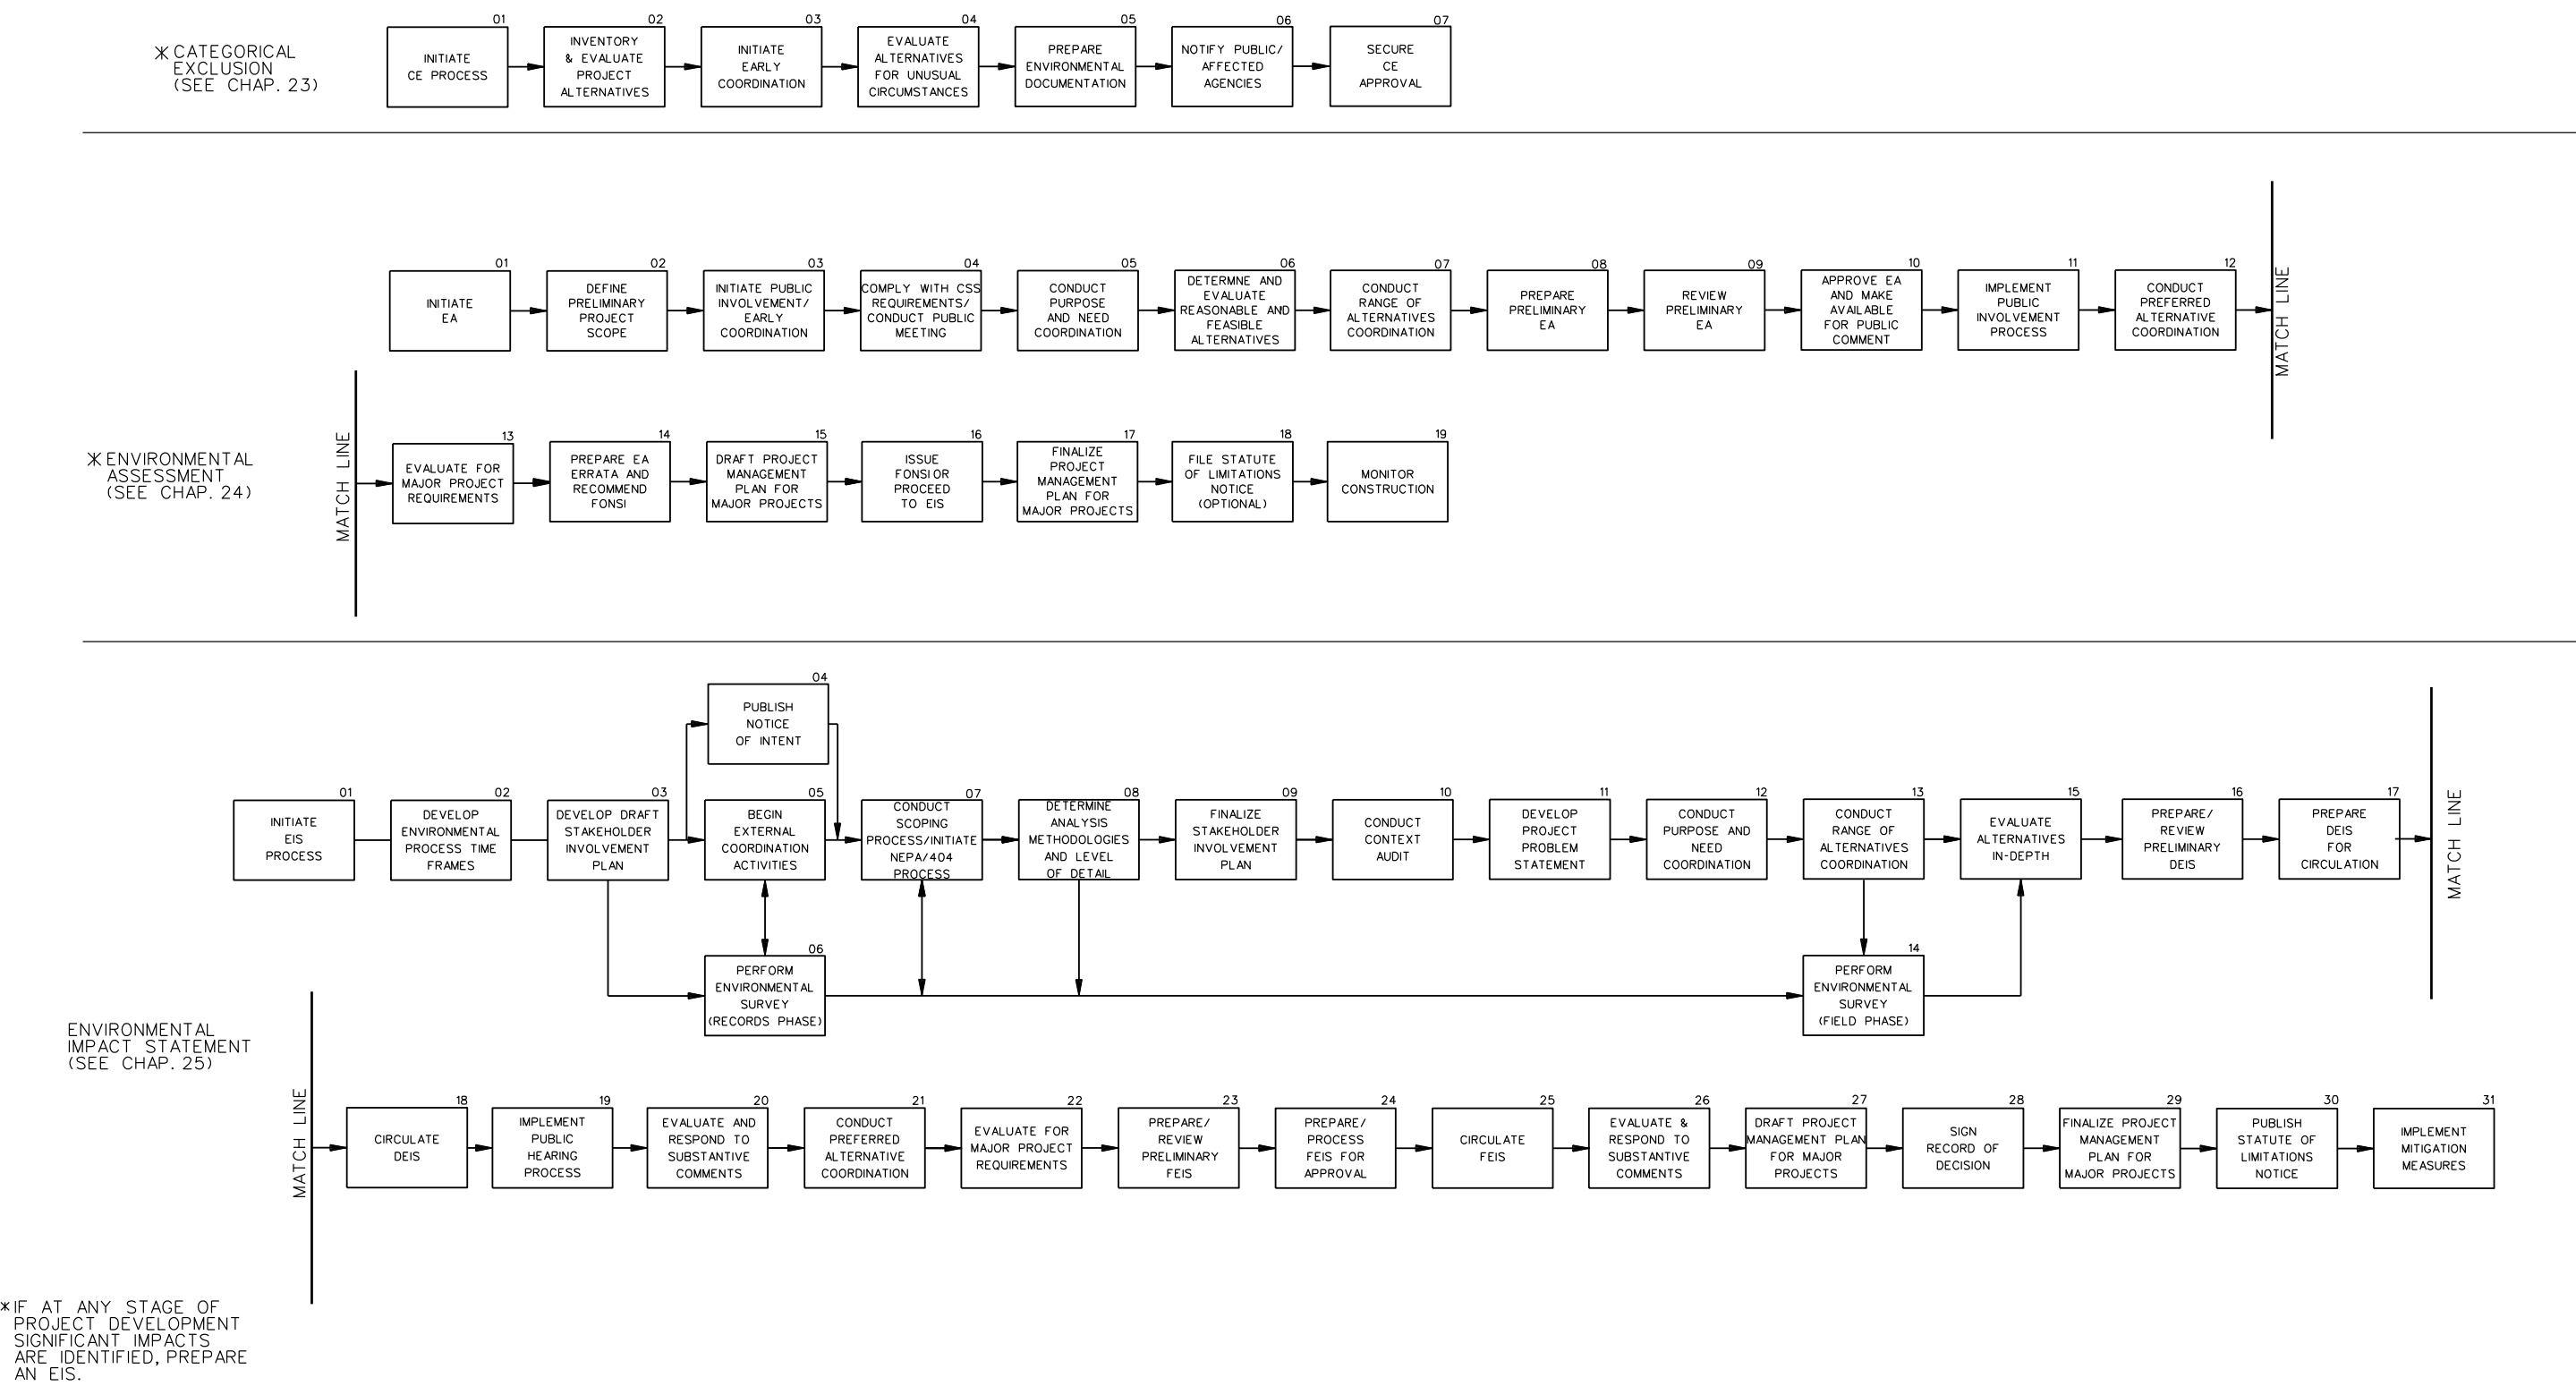 * CATEGORICAL
EXCLUSION
(SEE CHAP. 23)
01
INITIATE
CE PROCESS
02
INVENTORY
& EVALUATE
PROJECT
ALTERNATIVES
03
INITIATE
EARLY
COORDINATION
04
EVALUATE
ALTERNATIVES
FOR UNUSUAL
CIRCUMSTANCES
05
PREPARE
ENVIRONMENTAL
DOCUMENTATION
06
NOTIFY PUBLIC/
AFFECTED
AGENCIES
07
SECURE
CE
APPROVAL
01
INITIATE
EA
02
DEFINE
PRELIMINARY
PROJECT
SCOPE
03
INITIATE PUBLIC
INVOLVEMENT/
EARLY
COORDINATION
04
COMPLY WITH CSS
REQUIREMENTS/
CONDUCT PUBLIC
MEETING
05
CONDUCT
PURPOSE
AND NEED
COORDINATION
06
DETERMNE AND
EVALUATE
REASONABLE AND
FEASIBLE
ALTERNATIVES
07
CONDUCT
RANGE OF
ALTERNATIVES
COORDINATION
08
PREPARE
PRELIMINARY
EA
09
REVIEW
PRELIMINARY
EA
10
APPROVE EA
AND MAKE
AVAILABLE
FOR PUBLIC
COMMENT
11
IMPLEMENT
PUBLIC
INVOLVEMENT
PROCESS
12
CONDUCT
PREFERRED
ALTERNATIVE
COORDINATION
MATCH LINE
* ENVIRONMENTAL
ASSESSMENT
(SEE CHAP. 24)
MATCH LINE
13
EVALUATE FOR
MAJOR PROJECT
REQUIREMENTS
14
PREPARE EA
ERRATA AND
RECOMMEND
FONSI
15
DRAFT PROJECT
MANAGEMENT
PLAN FOR
MAJOR PROJECTS
16
ISSUE
FONSI OR
PROCEED
TO EIS
17
FINALIZE
PROJECT
MANAGEMENT
PLAN FOR
MAJOR PROJECTS
18
FILE STATUTE
OF LIMITATIONS
NOTICE
(OPTIONAL)
19
MONITOR
CONSTRUCTION
01
INITIATE
EIS
PROCESS
02
DEVELOP
ENVIRONMENTAL
PROCESS TIME
FRAMES
03
DEVELOP DRAFT
STAKEHOLDER
INVOLVEMENT
PLAN
04
PUBLISH
NOTICE
OF INTENT
05
BEGIN
EXTERNAL
COORDINATION
ACTIVITIES
06
PERFORM
ENVIRONMENTAL
SURVEY
(RECORDS PHASE)
07
CONDUCT
SCOPING
PROCESS/INITIATE
NEPA/404
PROCESS
08
DETERMINE
ANALYSIS
METHODOLOGIES
AND LEVEL
OF DETAIL
09
FINALIZE
STAKEHOLDER
INVOLVEMENT
PLAN
10
CONDUCT
CONTEXT
AUDIT
11
DEVELOP
PROJECT
PROBLEM
STATEMENT
12
CONDUCT
PURPOSE AND
NEED
COORDINATION
13
CONDUCT
RANGE OF
ALTERNATIVES
COORDINATION
14
PERFORM
ENVIRONMENTAL
SURVEY
(FIELD PHASE)
15
EVALUATE
ALTERNATIVES
IN-DEPTH
16
PREPARE/
REVIEW
PRELIMINARY
DEIS
17
PREPARE
DEIS
FOR
CIRCULATION
MATCH LINE
ENVIRONMENTAL
IMPACT STATEMENT
(SEE CHAP. 25)
MATCH LINE
18
CIRCULATE
DEIS
19
IMPLEMENT
PUBLIC
HEARING
PROCESS
20
EVALUATE AND
RESPOND TO
SUBSTANTIVE
COMMENTS
21
CONDUCT
PREFERRED
ALTERNATIVE
COORDINATION
22
EVALUATE FOR
MAJOR PROJECT
REQUIREMENTS
23
PREPARE/
REVIEW
PRELIMINARY
FEIS
24
PREPARE/
PROCESS
FEIS FOR
APPROVAL
25
CIRCULATE
FEIS
26
EVALUATE &
RESPOND TO
SUBSTANTIVE
COMMENTS
27
DRAFT PROJECT
MANAGEMENT PLAN
FOR MAJOR
PROJECTS
28
SIGN
RECORD OF
DECISION
29
FINALIZE PROJECT
MANAGEMENT
PLAN FOR
MAJOR PROJECTS
30
PUBLISH
STATUTE OF
LIMITATIONS
NOTICE
31
IMPLEMENT
MITIGATION
MEASURES
* IF AT ANY STAGE OF
PROJECT DEVELOPMENT
SIGNIFICANT IMPACTS
ARE IDENTIFIED, PREPARE
AN EIS.